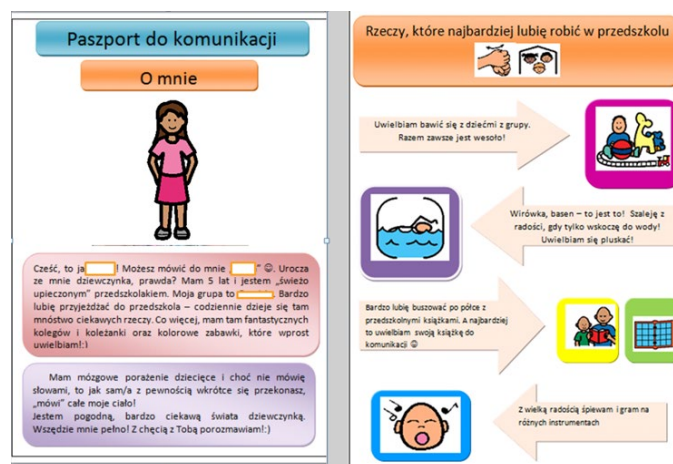 Paszport do komunikacji
O mnie
Cześć, to ja ! Możesz mówić do mnie " ☺. Urocza
ze mnie dziewczynka, prawda? Mam 5 lat i jestem „świeżo
upieczonym" przedszkolakiem. Moja grupa to . Bardzo
lubię przyjeżdżać do przedszkola – codziennie dzieje się tam
mnóstwo ciekawych rzeczy. Co więcej, mam tam fantastycznych
kolegów i koleżanki oraz kolorowe zabawki, które wprost
uwielbiam!:)
Mam mózgowe porażenie dziecięce i choć nie mówię
słowami, to jak sam/a z pewnością wkrótce się przekonasz,
„mówi" całe moje ciało!
Jestem pogodną, bardzo ciekawą świata dziewczynką.
Wszędzie mnie pełno! Z chęcią z Tobą porozmawiam!:)
Rzeczy, które najbardziej lubię robić w przedszkolu
Uwielbiam bawić się z dziećmi z grupy.
Razem zawsze jest wesoło!
Wirówka, basen – to jest to! Szaleję z
radości, gdy tylko wskoczę do wody!
Uwielbiam się pluskać!
Bardzo lubię buszować po półce z
przedszkolnymi książkami. A najbardziej
to uwielbiam swoją książkę do
komunikacji ☺
Z wielką radością śpiewam i gram na
różnych instrumentach